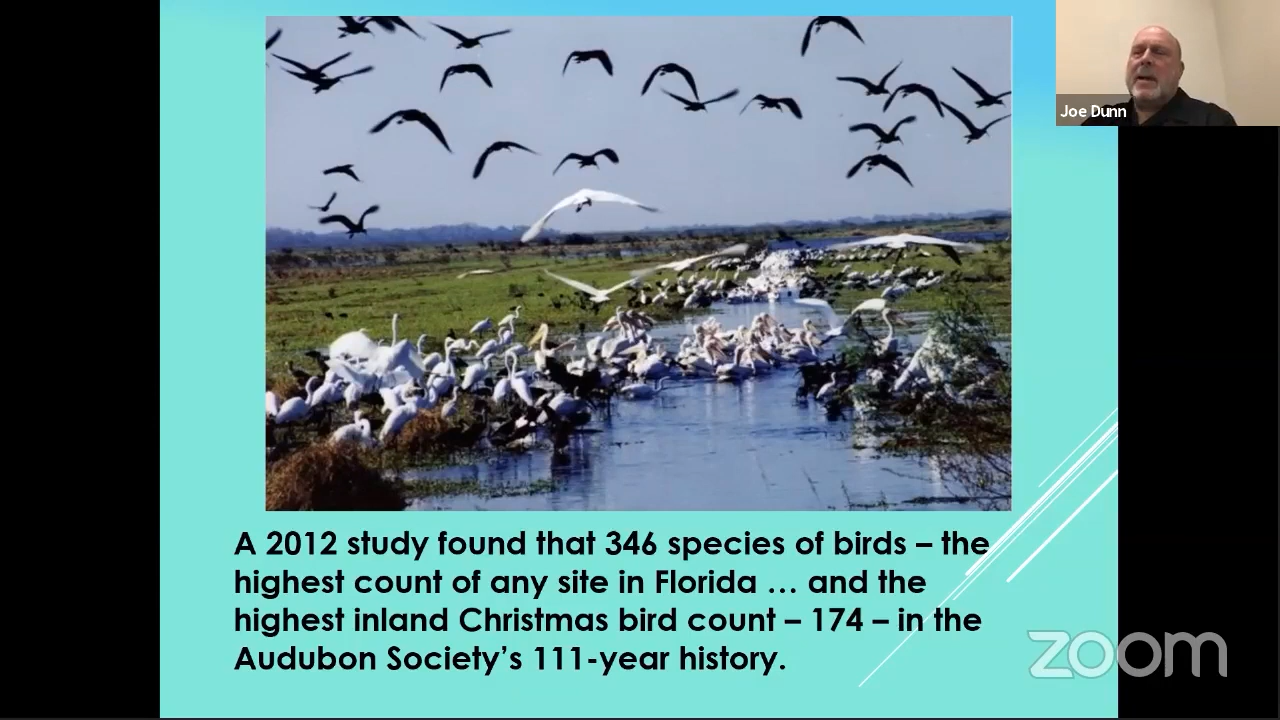 Joe Dunn
A 2012 study found that 346 species of birds – the
highest count of any site in Florida … and the
highest inland Christmas bird count – 174 – in the
Audubon Society’s 111-year history.
zoom